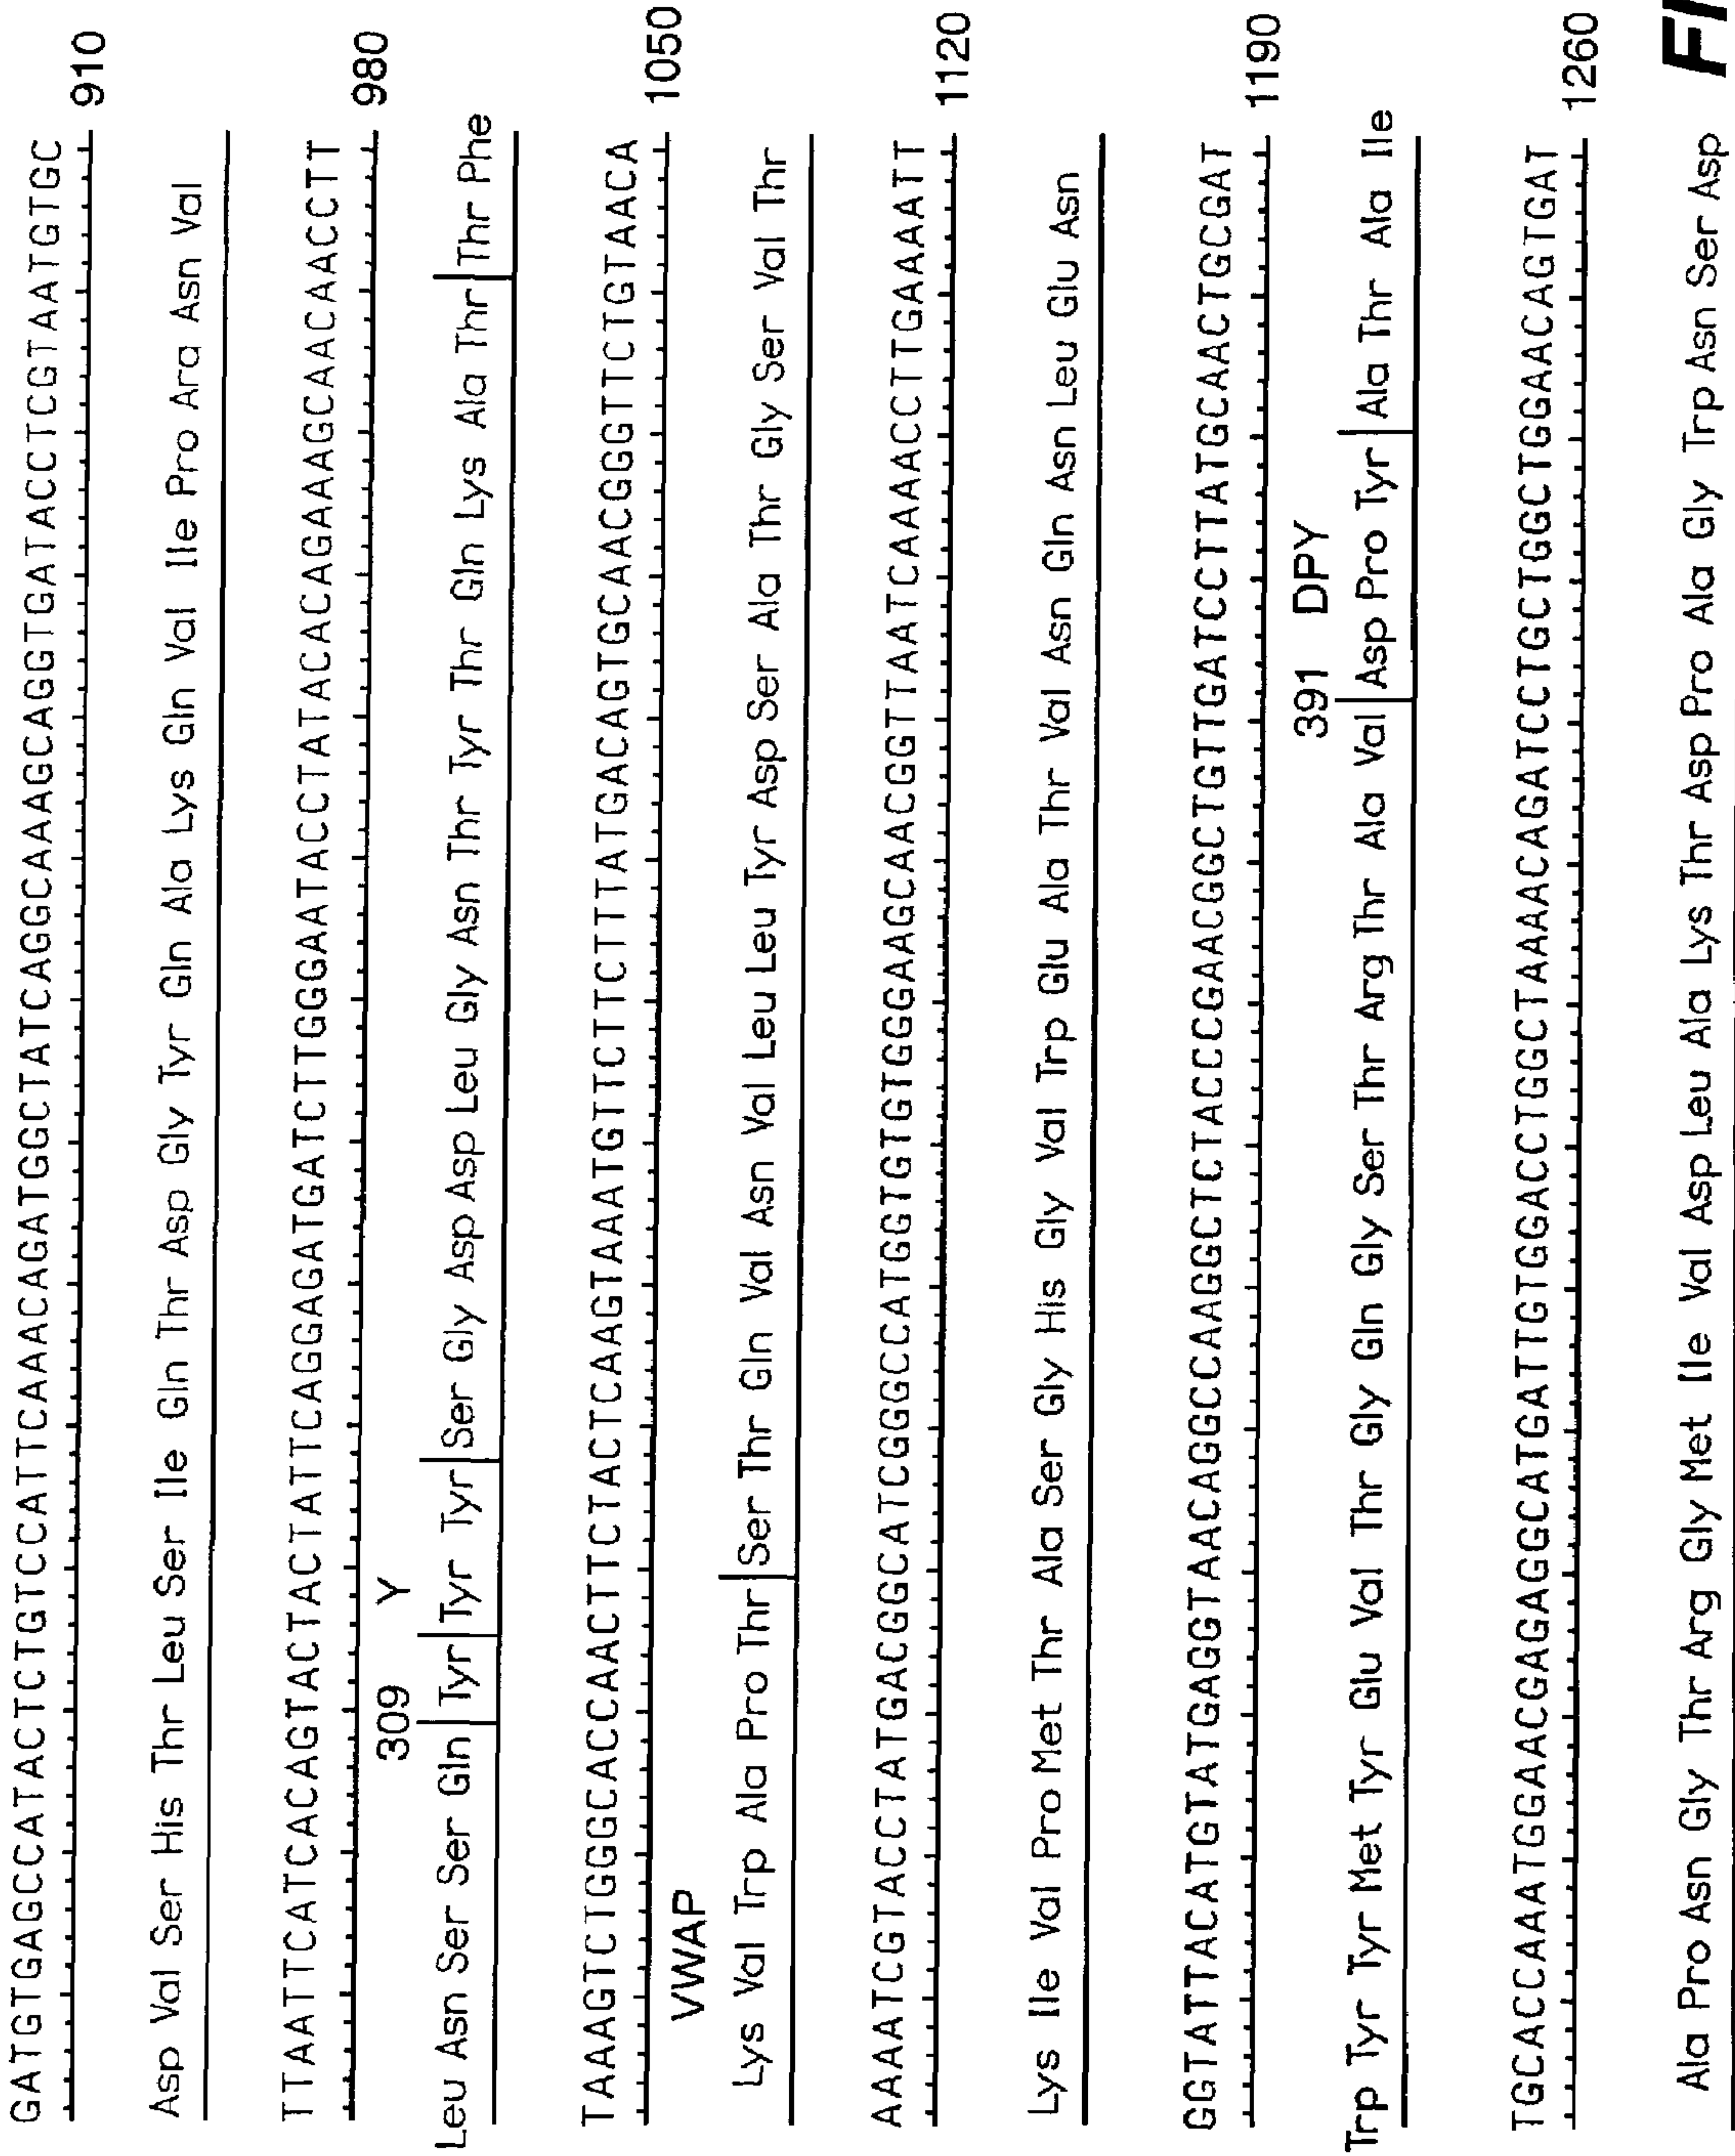 GATGTGAGCCATACTCTGTCCATTCAAACAGATGGCTATCAGGCAAAGCAGGTGATACCTCGTAATGTGC 910
Asp Val Ser His Thr Leu Ser Ile Gln Thr Asp Gly Tyr Gln Ala Lys Gln Val Ile Pro Arg Asn Val
TTAATTCATCACAGTACTACTATTCAGGAGATGATCTTGGGAATACCTATACACAGAAAGCAACAACCTT 980
309 Y
Leu Asn Ser Ser Gln Tyr Tyr Tyr Ser Gly Asp Asp Leu Gly Asn Thr Tyr Thr Gln Lys Ala Thr Thr Phe
TAAAGTCTGGGCACCAACTTCTACTCAAGTAAATGTTCTTCTTTATGACAGTGCAACGGGTTCTGTAACA 1050
VWAP
Lys Val Trp Ala Pro Thr Ser Thr Gln Val Asn Val Leu Leu Tyr Asp Ser Ala Thr Gly Ser Val Thr
AAAATCGTACCTATGACGGCATCGGGCCATGGTGTGTGGGAAGCAACGGTTAATCAAAACCTTGAAAATT 1120
Lys Ile Val Pro Met Thr Ala Ser Gly His Gly Val Trp Glu Ala Thr Val Asn Gln Asn Leu Glu Asn
GGTATTACATGTATGAGGTAACAGGCCAAGGCTCTACCCGAACGGCTGTTGATCCTTATGCAACTGCGAT 1190
391 DPY
Trp Tyr Tyr Met Tyr Glu Val Thr Gly Gln Gly Ser Thr Arg Thr Ala Val Asp Pro Tyr Ala Thr Ala Ile
TGCACCAAATGGAACGAGAGGCATGATTGTGGACCTGGCTAAAACAGATCCTGCTGGCTGGAACAGTGAT 1260
Ala Pro Asn Gly Thr Arg Gly Met Ile Val Asp Leu Ala Lys Thr Asp Pro Ala Gly Trp Asn Ser Asp
FI